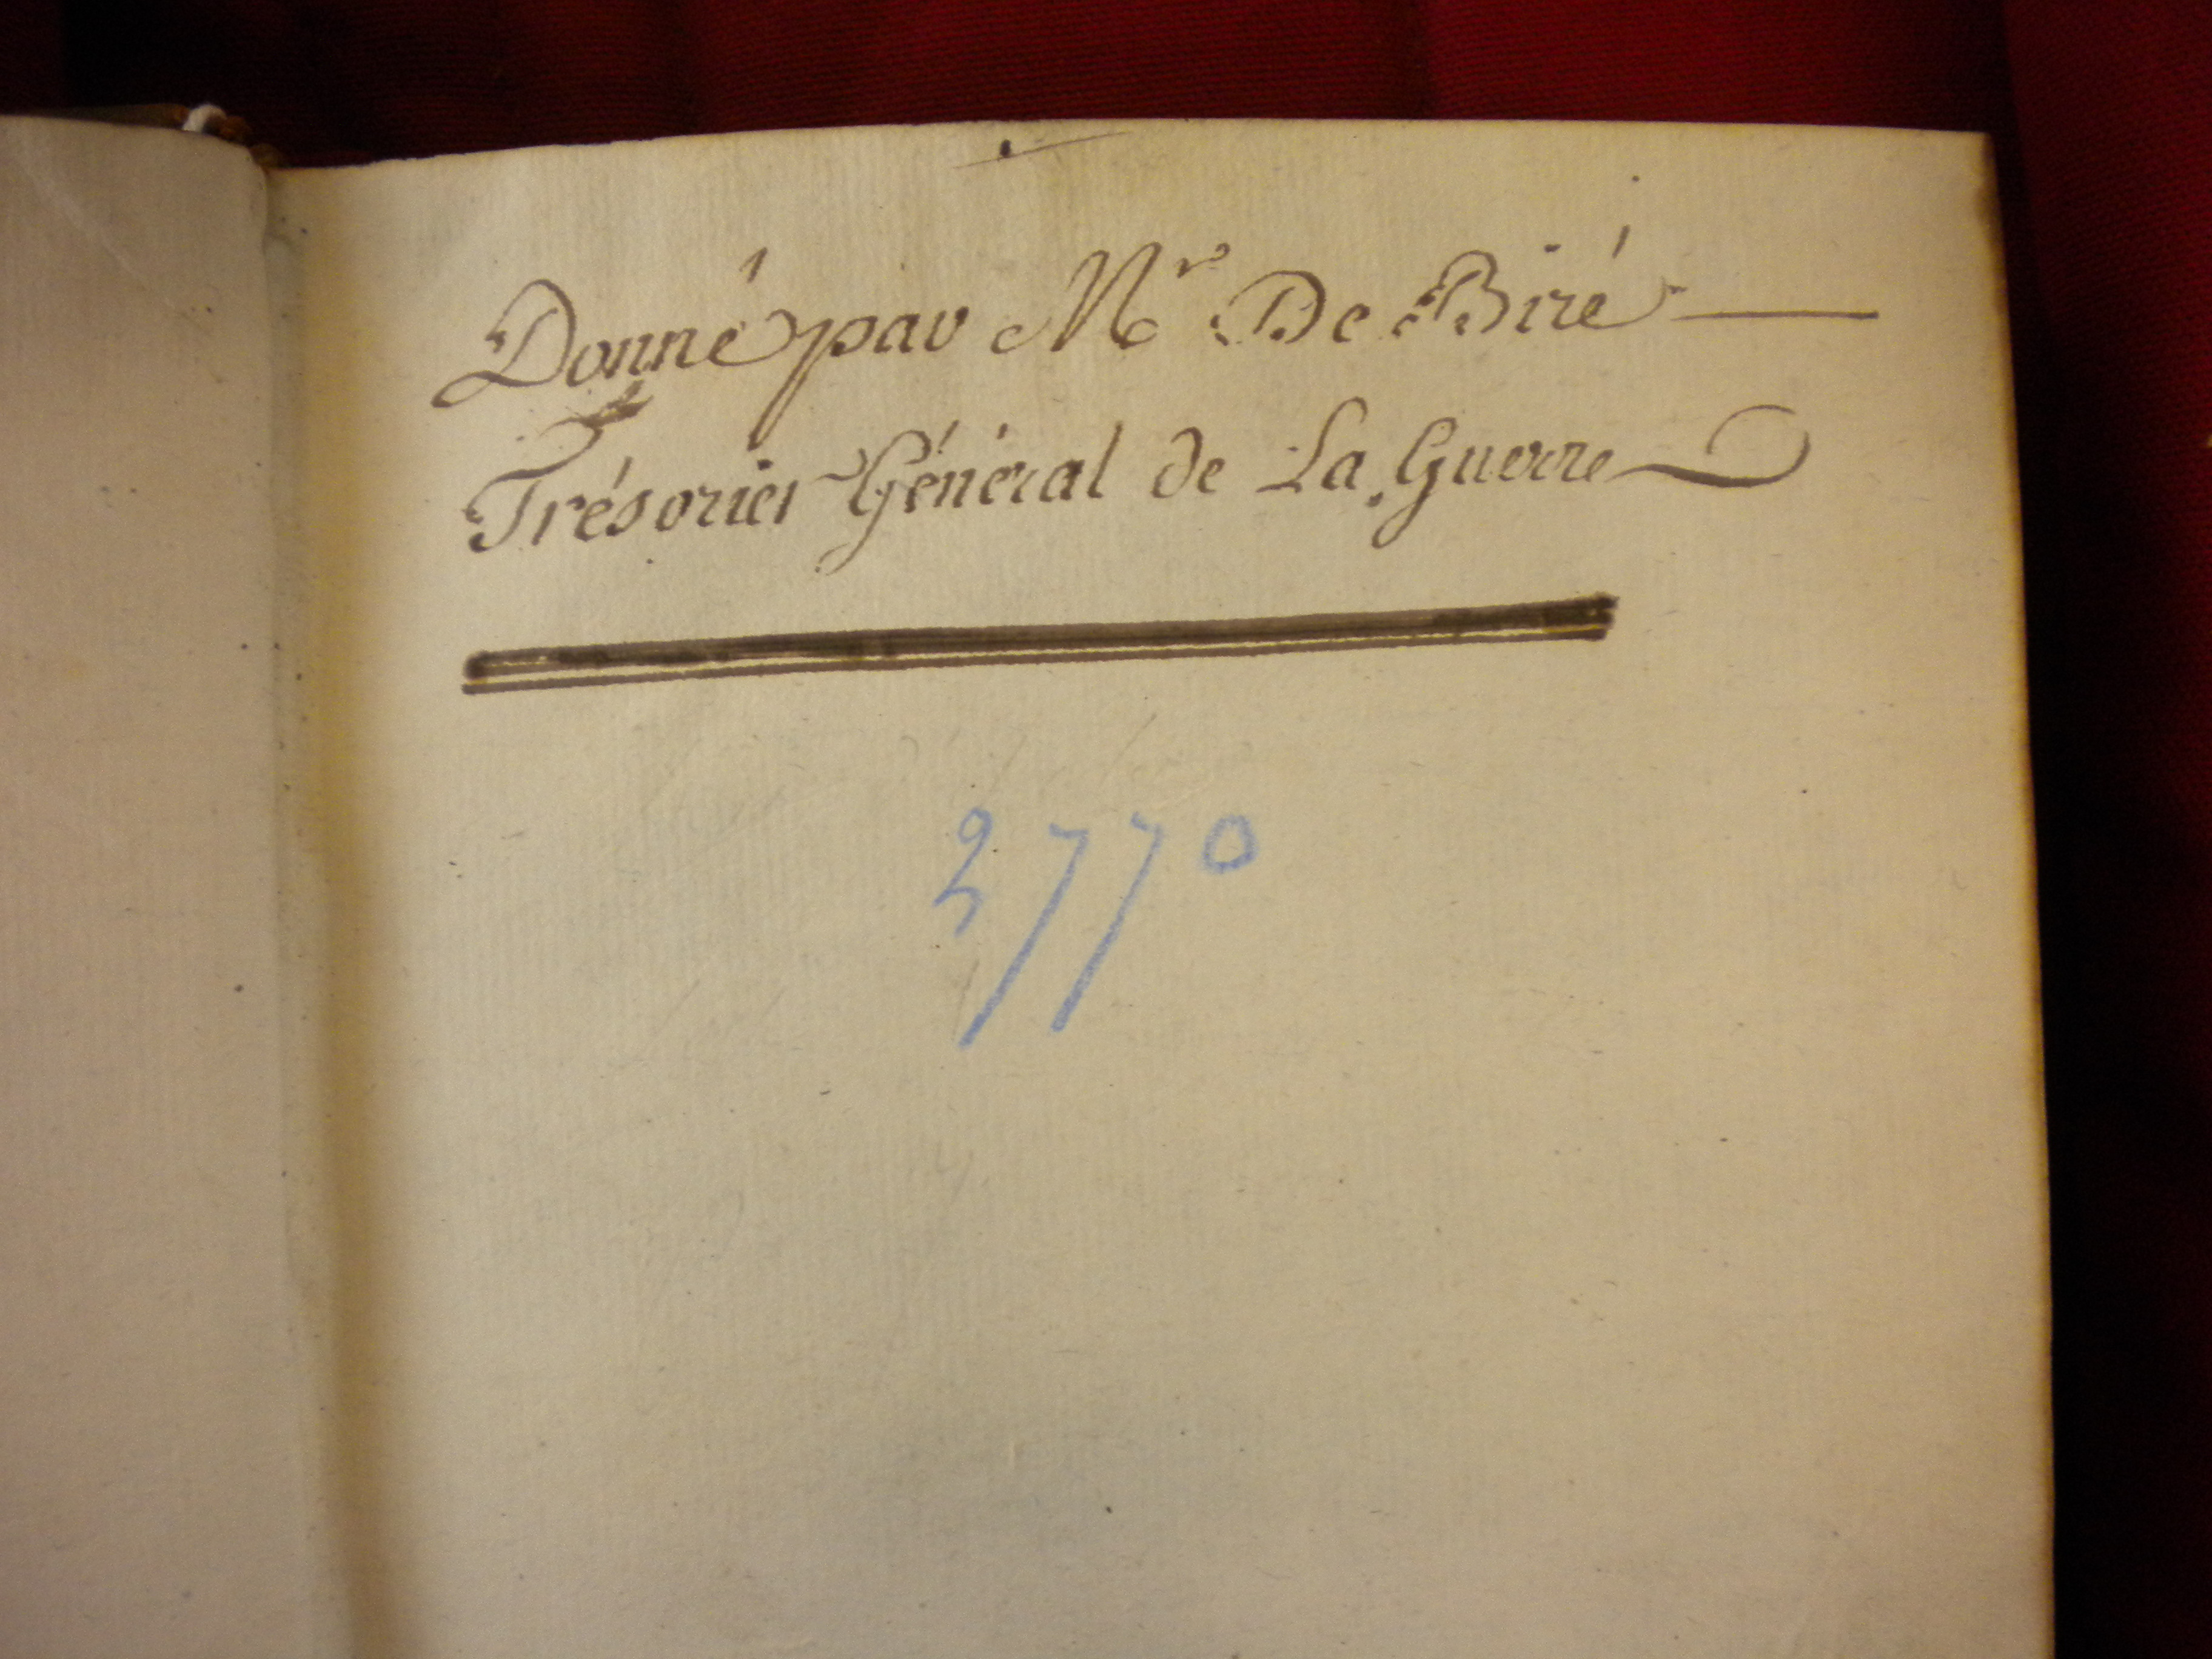 Donné par Mr De Biré
Trésorier Général de La Guerre
2770